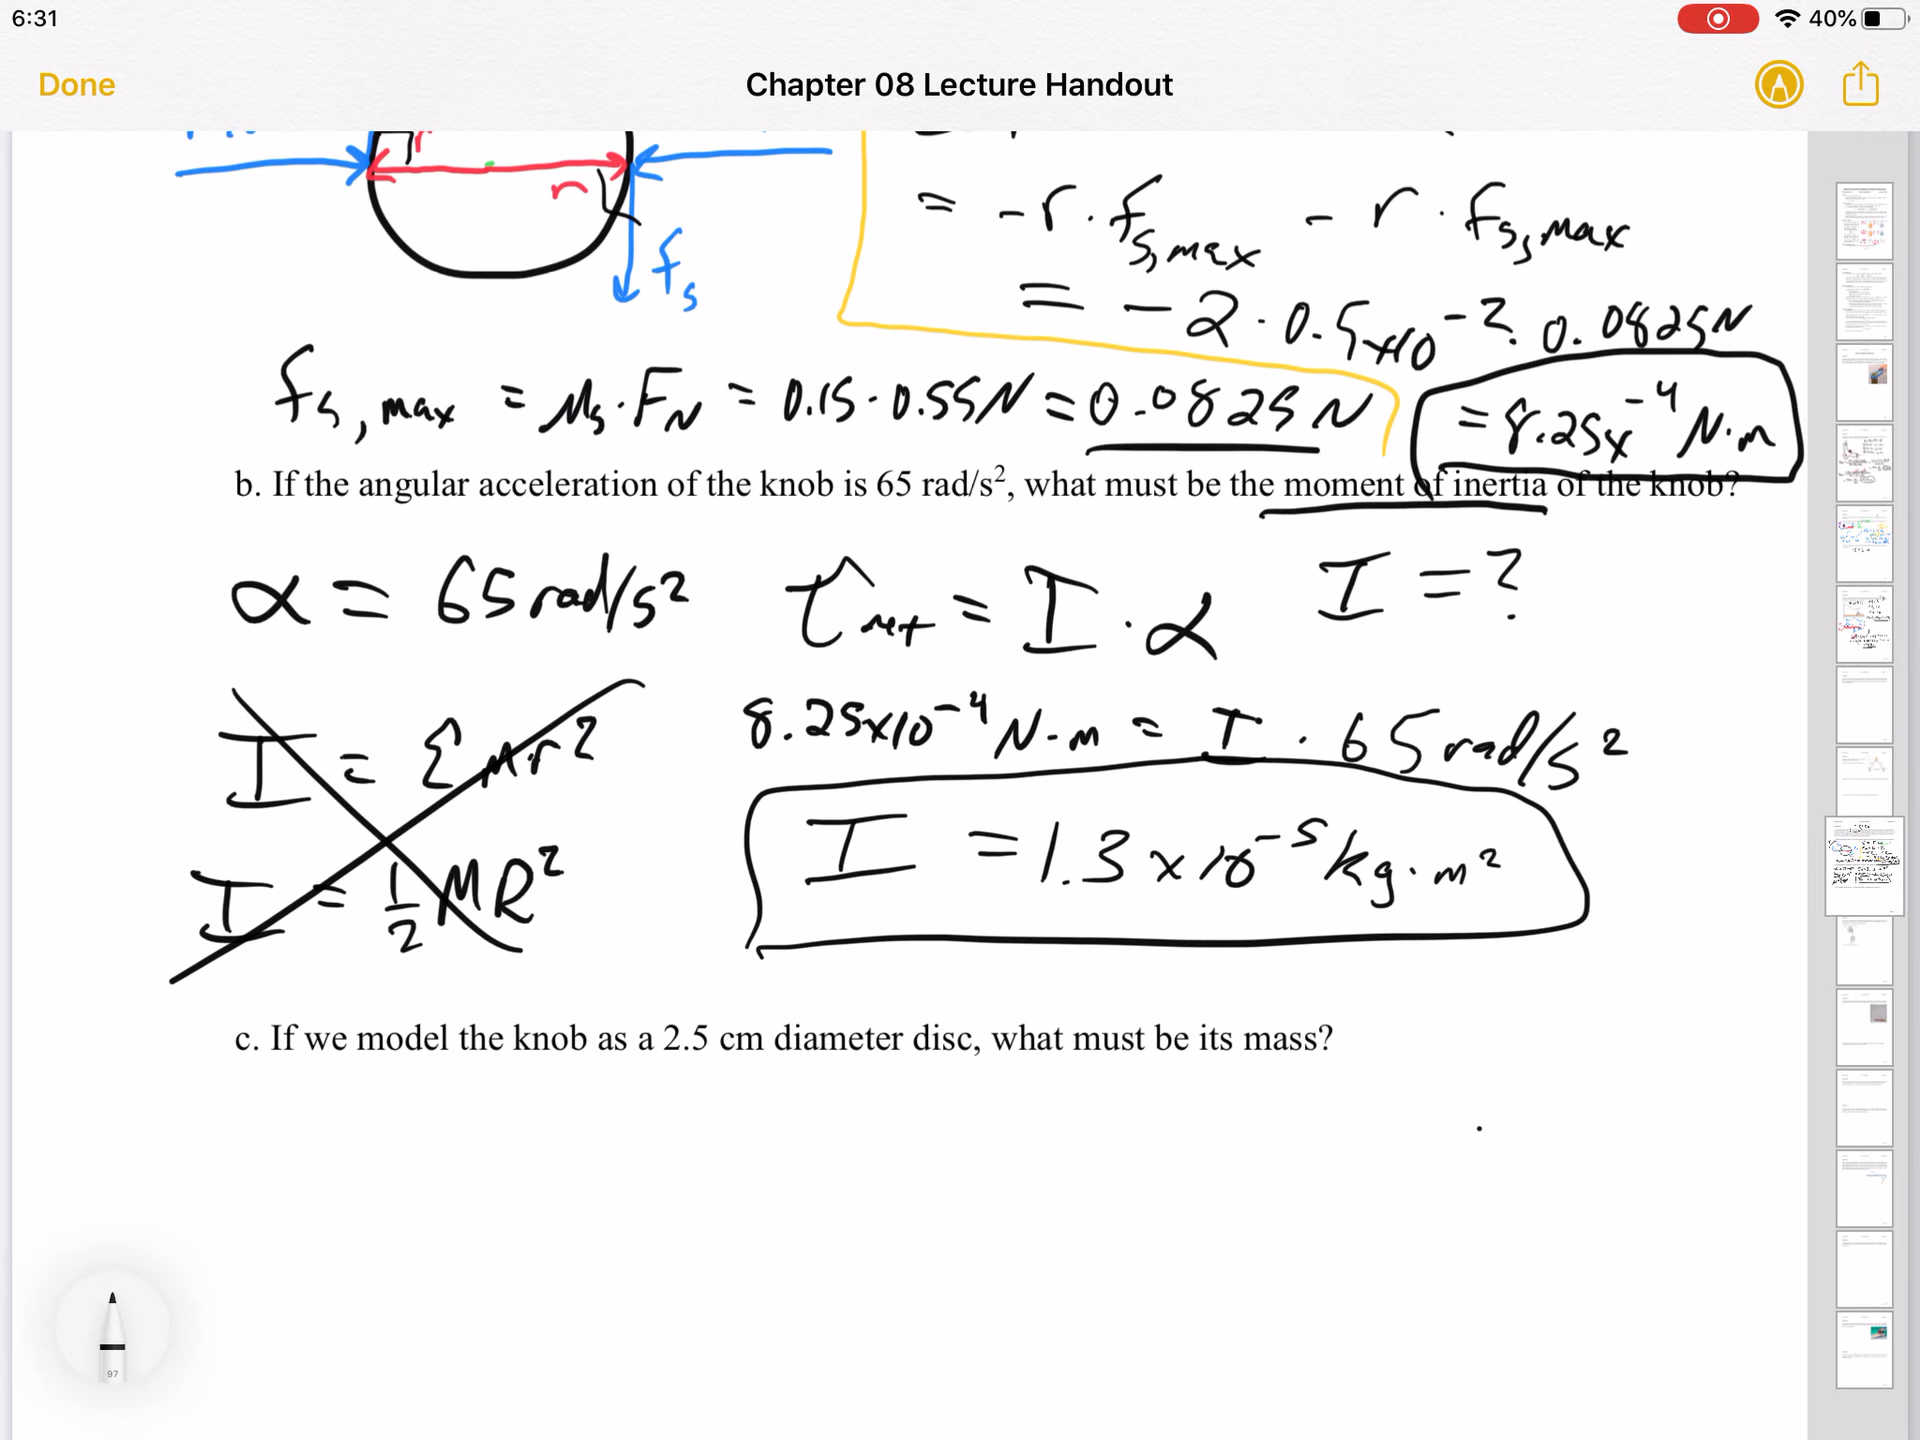 6:31
40%
Done
Chapter 08 Lecture Handout
r
r
fs
= -r · fs,max - r · fs,max
= -2 · 0.5x10^-2 · 0.0825N
fs,max = Ms · FN = 0.15 · 0.55N = 0.0825 N
= 8.25x^-4 N·m
b. If the angular acceleration of the knob is 65 rad/s², what must be the moment of inertia of the knob?
α = 65 rad/s²
τnet = I · α
I = ?
I = Σmr²
8.25x10^-4 N·m = I · 65 rad/s²
I = 1/2 MR²
I = 1.3 x 10^-5 kg·m²
c. If we model the knob as a 2.5 cm diameter disc, what must be its mass?
97